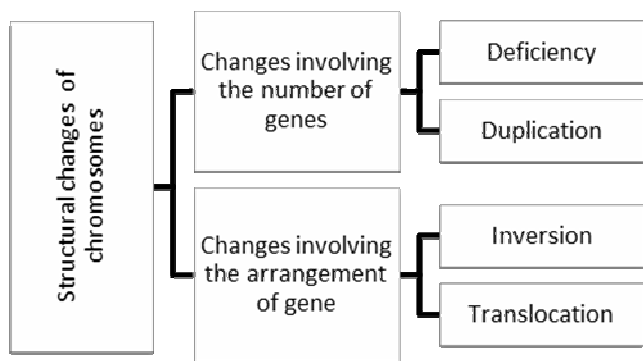 Structural changes of
chromosomes
Changes involving
the number of
genes
Deficiency
Duplication
Changes involving
the arrangement
of gene
Inversion
Translocation